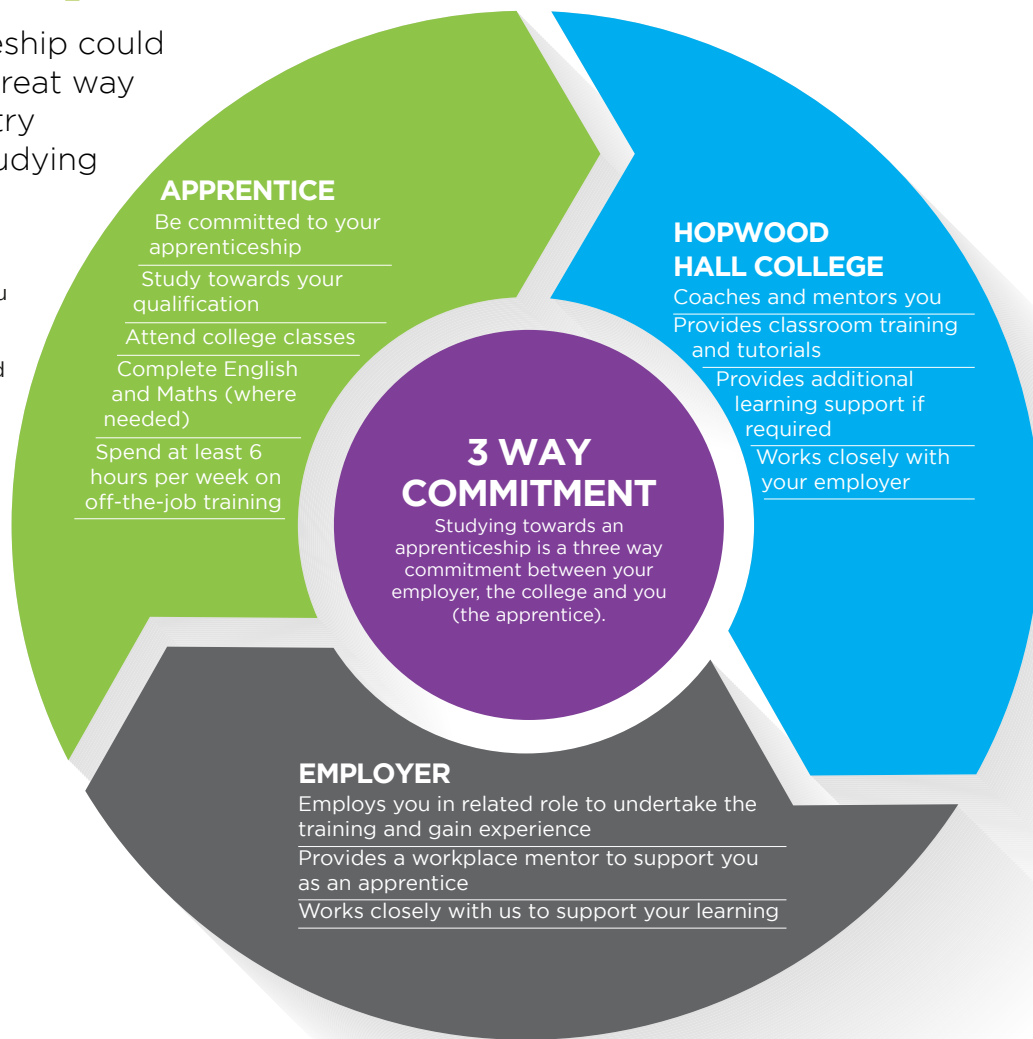 eship could
reat way
try
udying
u
d
APPRENTICE
Be committed to your
apprenticeship
Study towards your
qualification
Attend college classes
Complete English
and Maths (where
needed)
Spend at least 6
hours per week on
off-the-job training
HOPWOOD
HALL COLLEGE
Coaches and mentors you
Provides classroom training
and tutorials
Provides additional
learning support if
required
Works closely with
your employer
3 WAY
COMMITMENT
Studying towards an
apprenticeship is a three way
commitment between your
employer, the college and you
(the apprentice).
EMPLOYER
Employs you in related role to undertake the
training and gain experience
Provides a workplace mentor to support you
as an apprentice
Works closely with us to support your learning